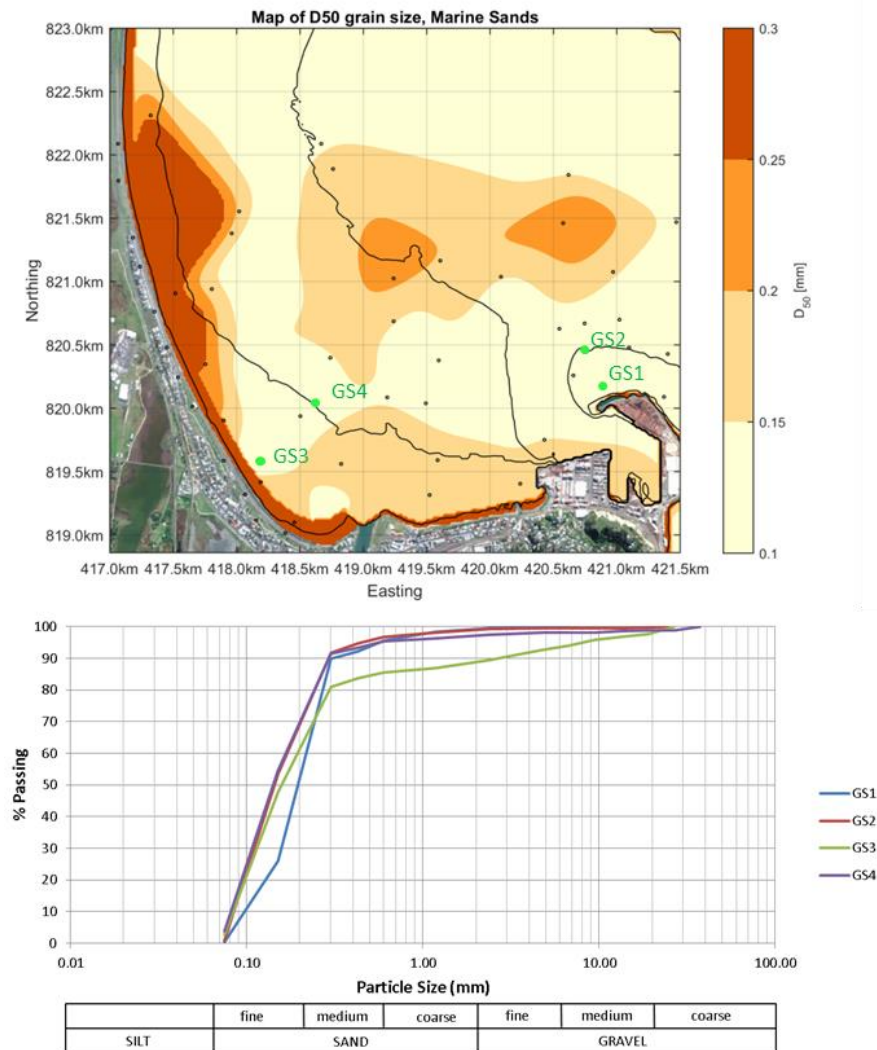 Map of D50 grain size, Marine Sands
823.0km
822.5km
822.0km
821.5km
821.0km
820.5km
820.0km
819.5km
819.0km
Northing
GS2
GS1
GS4
GS3
417.0km 417.5km 418.0km 418.5km 419.0km 419.5km 420.0km 420.5km 421.0km 421.5km
Easting
0.3
0.25
0.2
0.15
0.1
D50 [mm]
100
90
80
70
60
50
40
30
20
10
0
% Passing
0.01 0.10 1.00 10.00 100.00
Particle Size (mm)
GS1
GS2
GS3
GS4
fine medium coarse fine medium coarse
SILT SAND GRAVEL